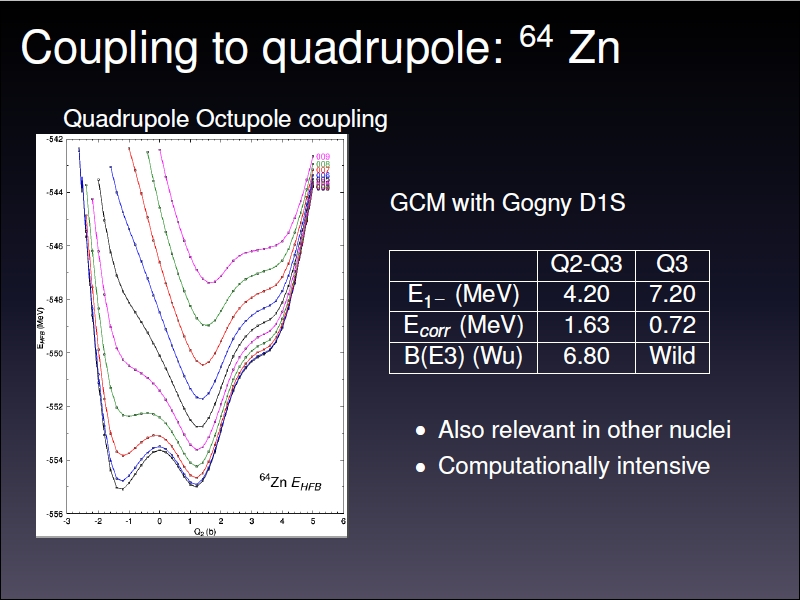 Coupling to quadrupole: ⁶⁴ Zn
Quadrupole Octupole coupling
-542
-544
-546
-548
-550
-552
-554
-556
E_HFB (MeV)
009
008
⁶⁴Zn E_HFB
-3 -2 -1 0 1 2 3 4 5 6
Q₂ (b)
GCM with Gogny D1S
Q2-Q3 Q3
E₁₋ (MeV) 4.20 7.20
E_corr (MeV) 1.63 0.72
B(E3) (Wu) 6.80 Wild
• Also relevant in other nuclei
• Computationally intensive